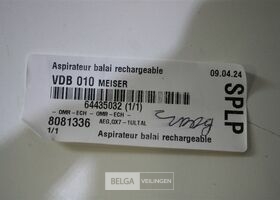 Aspirateur balai rechargeable
09.04.24
VDB 010 MEISER
64435032 (1/1)
- OMR-ECH - OMR-ECH -
8081336 AEG,QX7-1ULTAL
1/1
Aspirateur balai rechargeable
SPLP
BELGA VEILINGEN